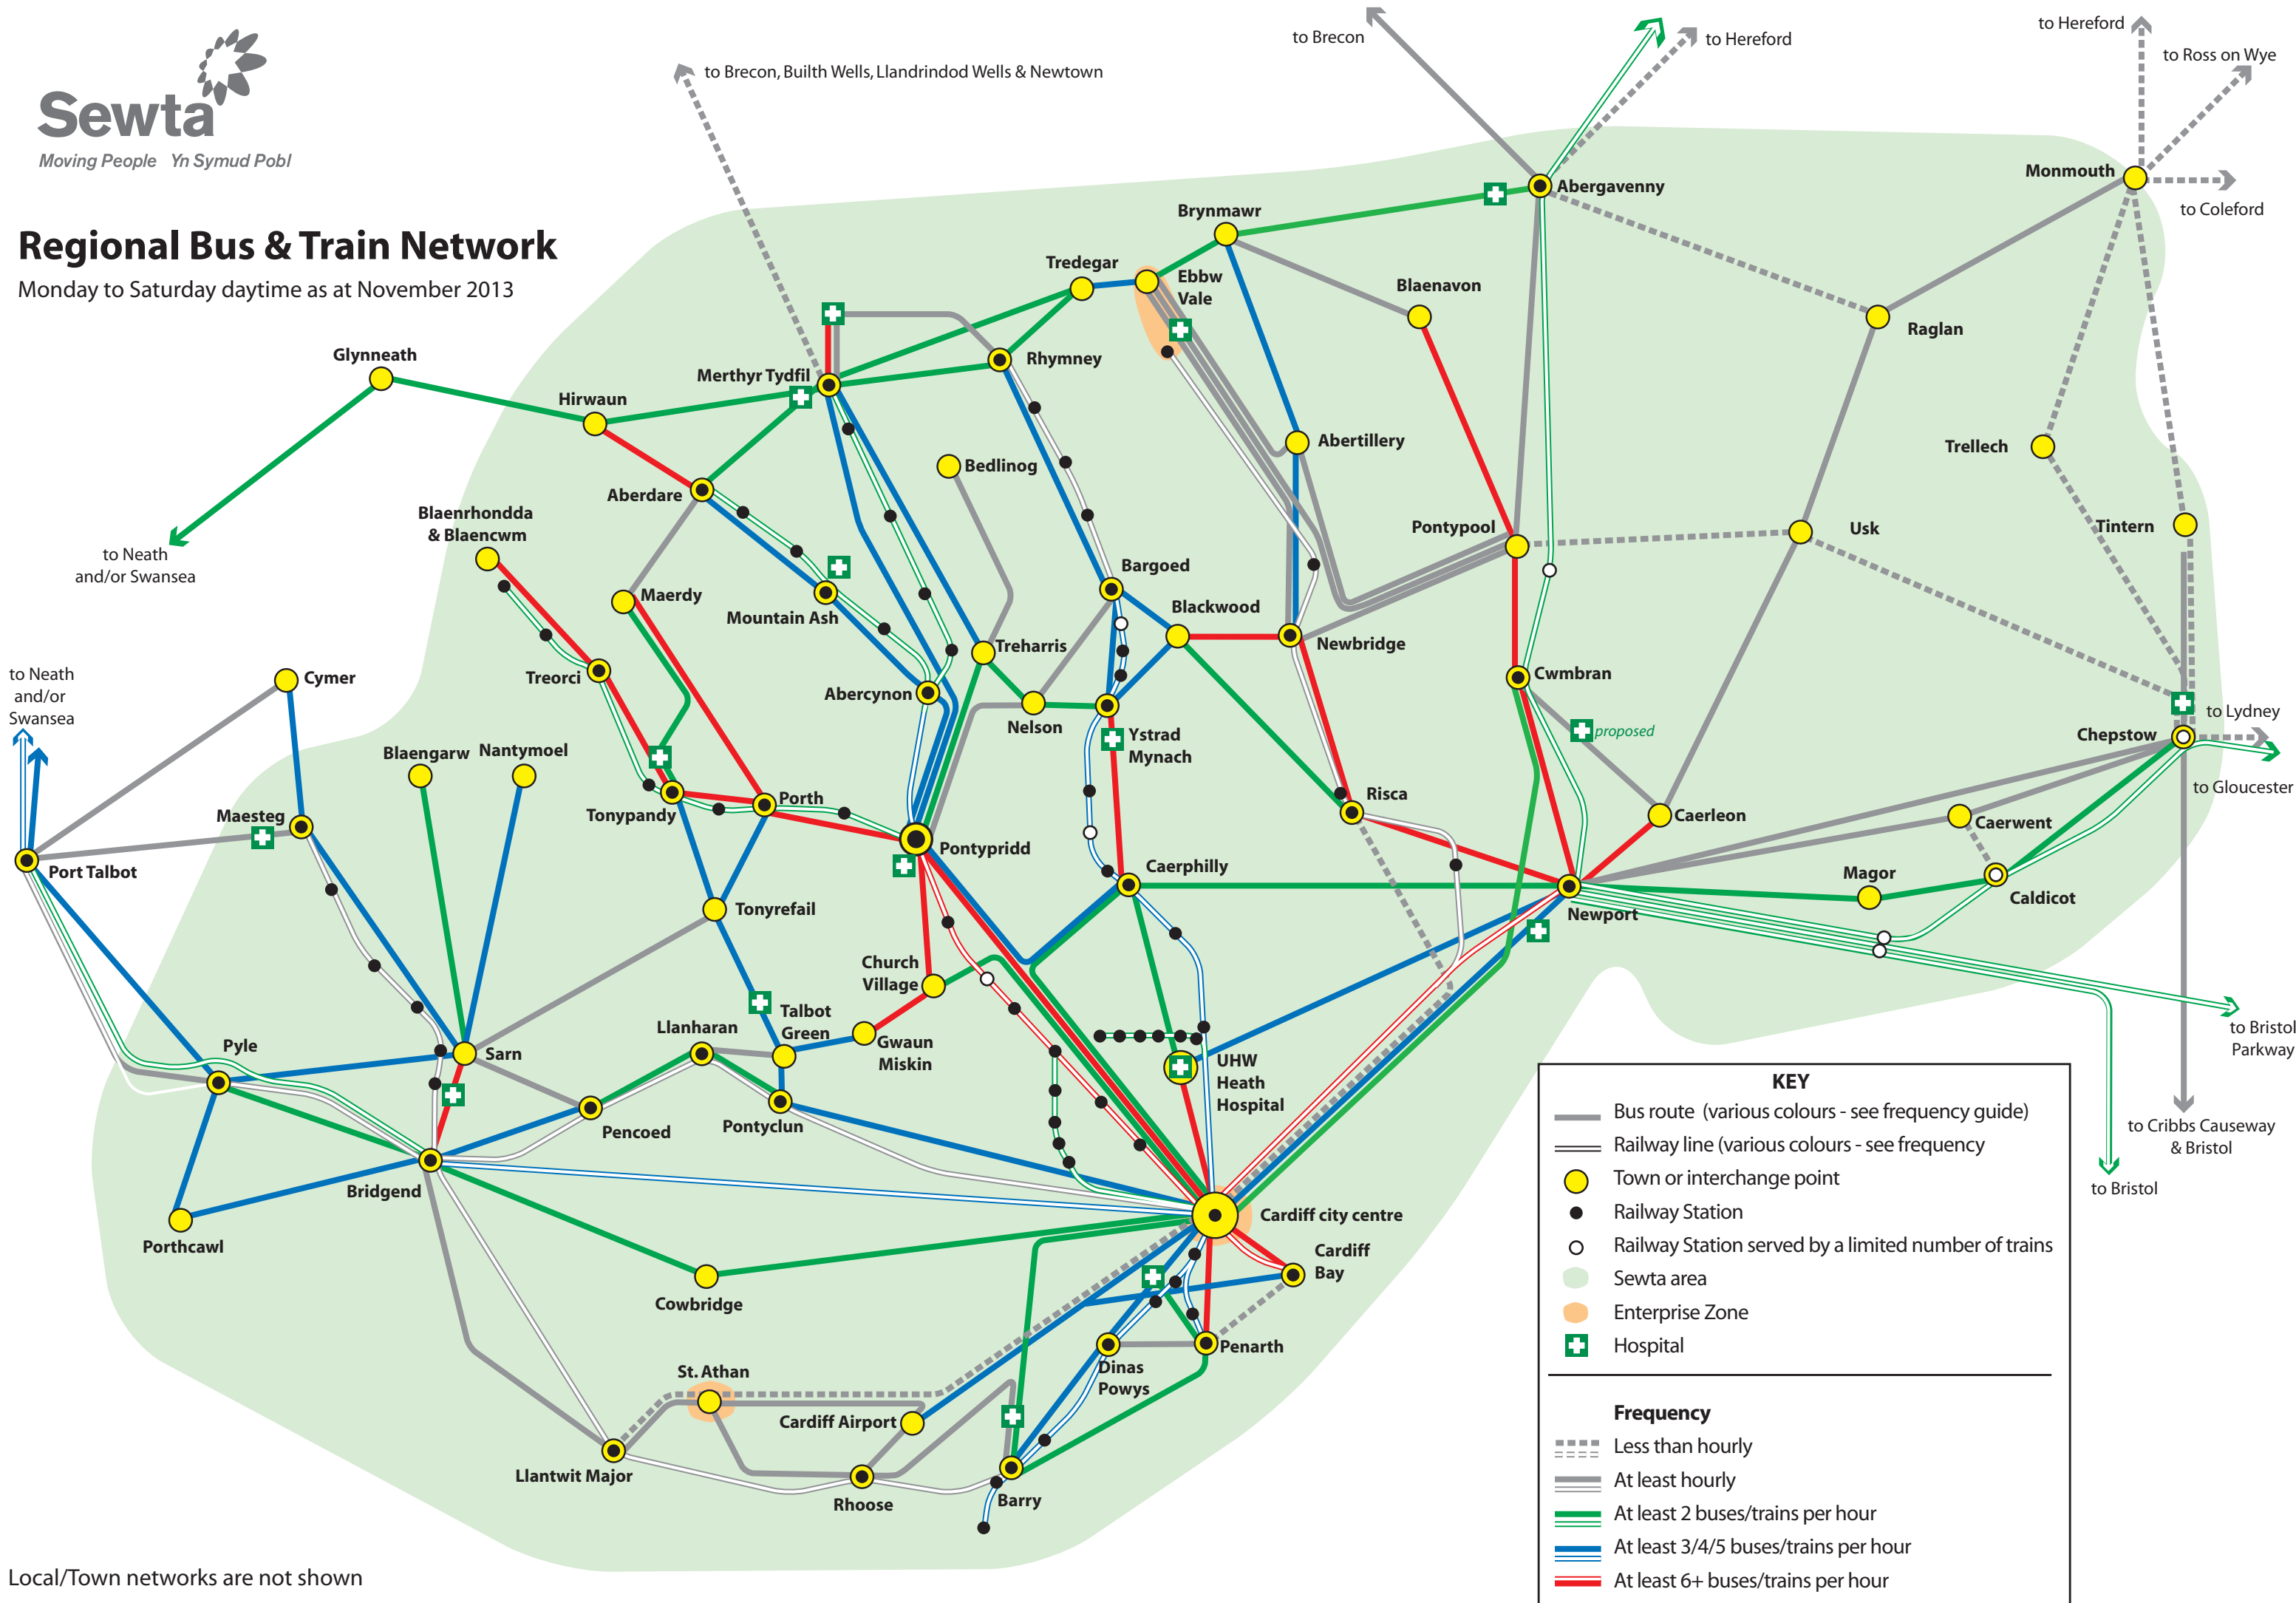 Sewta
Moving People Yn Symud Pobl
Regional Bus & Train Network
Monday to Saturday daytime as at November 2013
to Brecon
to Hereford
to Hereford
to Ross on Wye
to Coleford
to Brecon, Builth Wells, Llandrindod Wells & Newtown
Monmouth
Abergavenny
Brynmawr
Tredegar
Ebbw
Vale
Blaenavon
Raglan
Glynneath
Merthyr Tydfil
Rhymney
Hirwaun
Abertillery
Trellech
Bedlinog
Aberdare
Blaenrhondda
& Blaencwm
Pontypool
Usk
Tintern
to Neath
and/or Swansea
Maerdy
Mountain Ash
Bargoed
Blackwood
Newbridge
Treharris
Cwmbran
to Neath
and/or
Swansea
Cymer
Treorci
Abercynon
Nelson
Ystrad
Mynach
proposed
to Lydney
Chepstow
to Gloucester
Blaengarw
Nantymoel
Maesteg
Tonypandy
Porth
Risca
Caerleon
Caerwent
Port Talbot
Pontypridd
Caerphilly
Magor
Caldicot
Newport
Tonyrefail
Church
Village
Talbot
Green
Llanharan
Gwaun
Miskin
Pyle
Sarn
UHW
Heath
Hospital
to Bristol
Parkway
Pencoed
Pontyclun
to Cribbs Causeway
& Bristol
to Bristol
Bridgend
Porthcawl
Cardiff city centre
Cardiff
Bay
Cowbridge
Penarth
Dinas
Powys
St. Athan
Cardiff Airport
Llantwit Major
Rhoose
Barry
KEY
Bus route (various colours - see frequency guide)
Railway line (various colours - see frequency
Town or interchange point
Railway Station
Railway Station served by a limited number of trains
Sewta area
Enterprise Zone
Hospital
Frequency
Less than hourly
At least hourly
At least 2 buses/trains per hour
At least 3/4/5 buses/trains per hour
At least 6+ buses/trains per hour
Local/Town networks are not shown